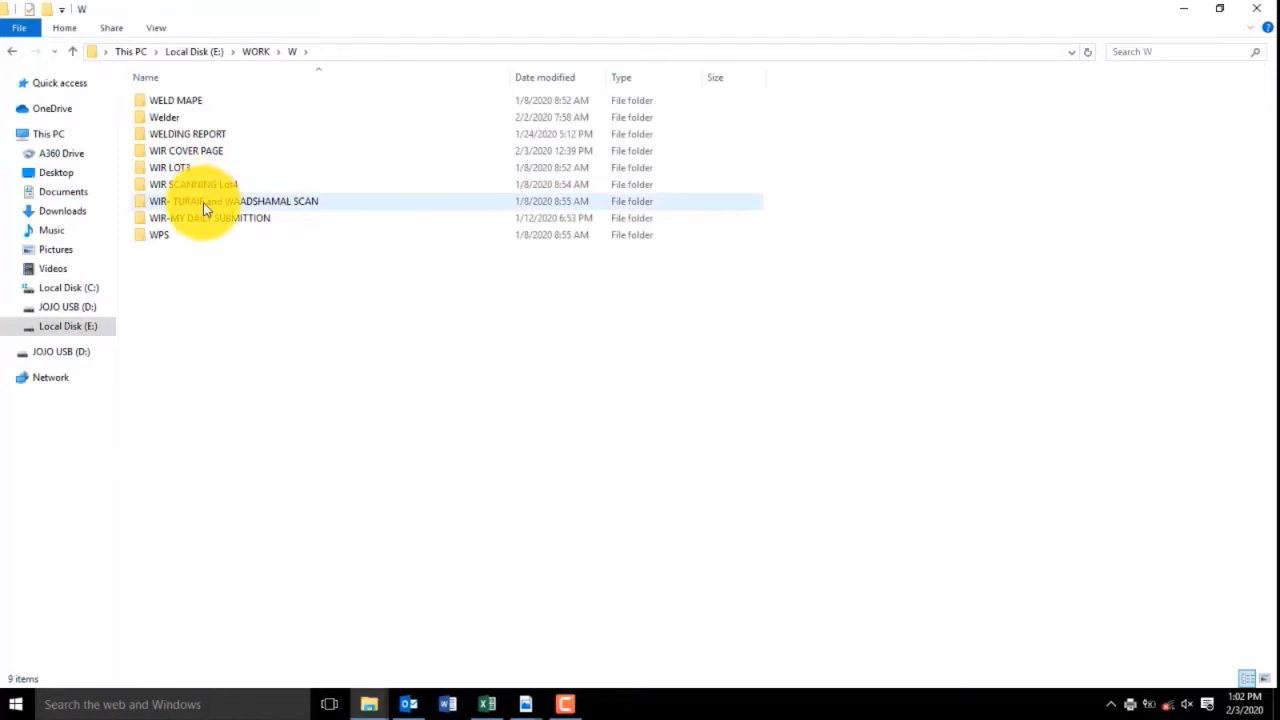 W
File Home Share View
This PC Local Disk (E:) WORK W Search W
Name Date modified Type Size
Quick access
OneDrive
This PC
A360 Drive
Desktop
Documents
Downloads
Music
Pictures
Videos
Local Disk (C:)
JOJO USB (D:)
Local Disk (E:)
JOJO USB (D:)
Network
WELD MAPE 1/8/2020 8:52 AM File folder
Welder 2/2/2020 7:58 AM File folder
WELDING REPORT 1/24/2020 5:12 PM File folder
WIR COVER PAGE 2/3/2020 12:39 PM File folder
WIR LOT3 1/8/2020 8:52 AM File folder
WIR SCANNING Lot4 1/8/2020 8:54 AM File folder
WIR- TURAIF and WAADSHAMAL SCAN 1/8/2020 8:55 AM File folder
WIR-MY DAILY SUBMITTION 1/12/2020 6:53 PM File folder
WPS 1/8/2020 8:55 AM File folder
9 items
Search the web and Windows
1:02 PM
2/3/2020